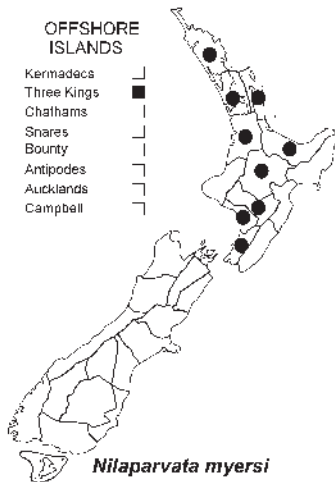 OFFSHORE
ISLANDS
Kermadecs
Three Kings
Chathams
Snares
Bounty
Antipodes
Aucklands
Campbell
Nilaparvata myersi